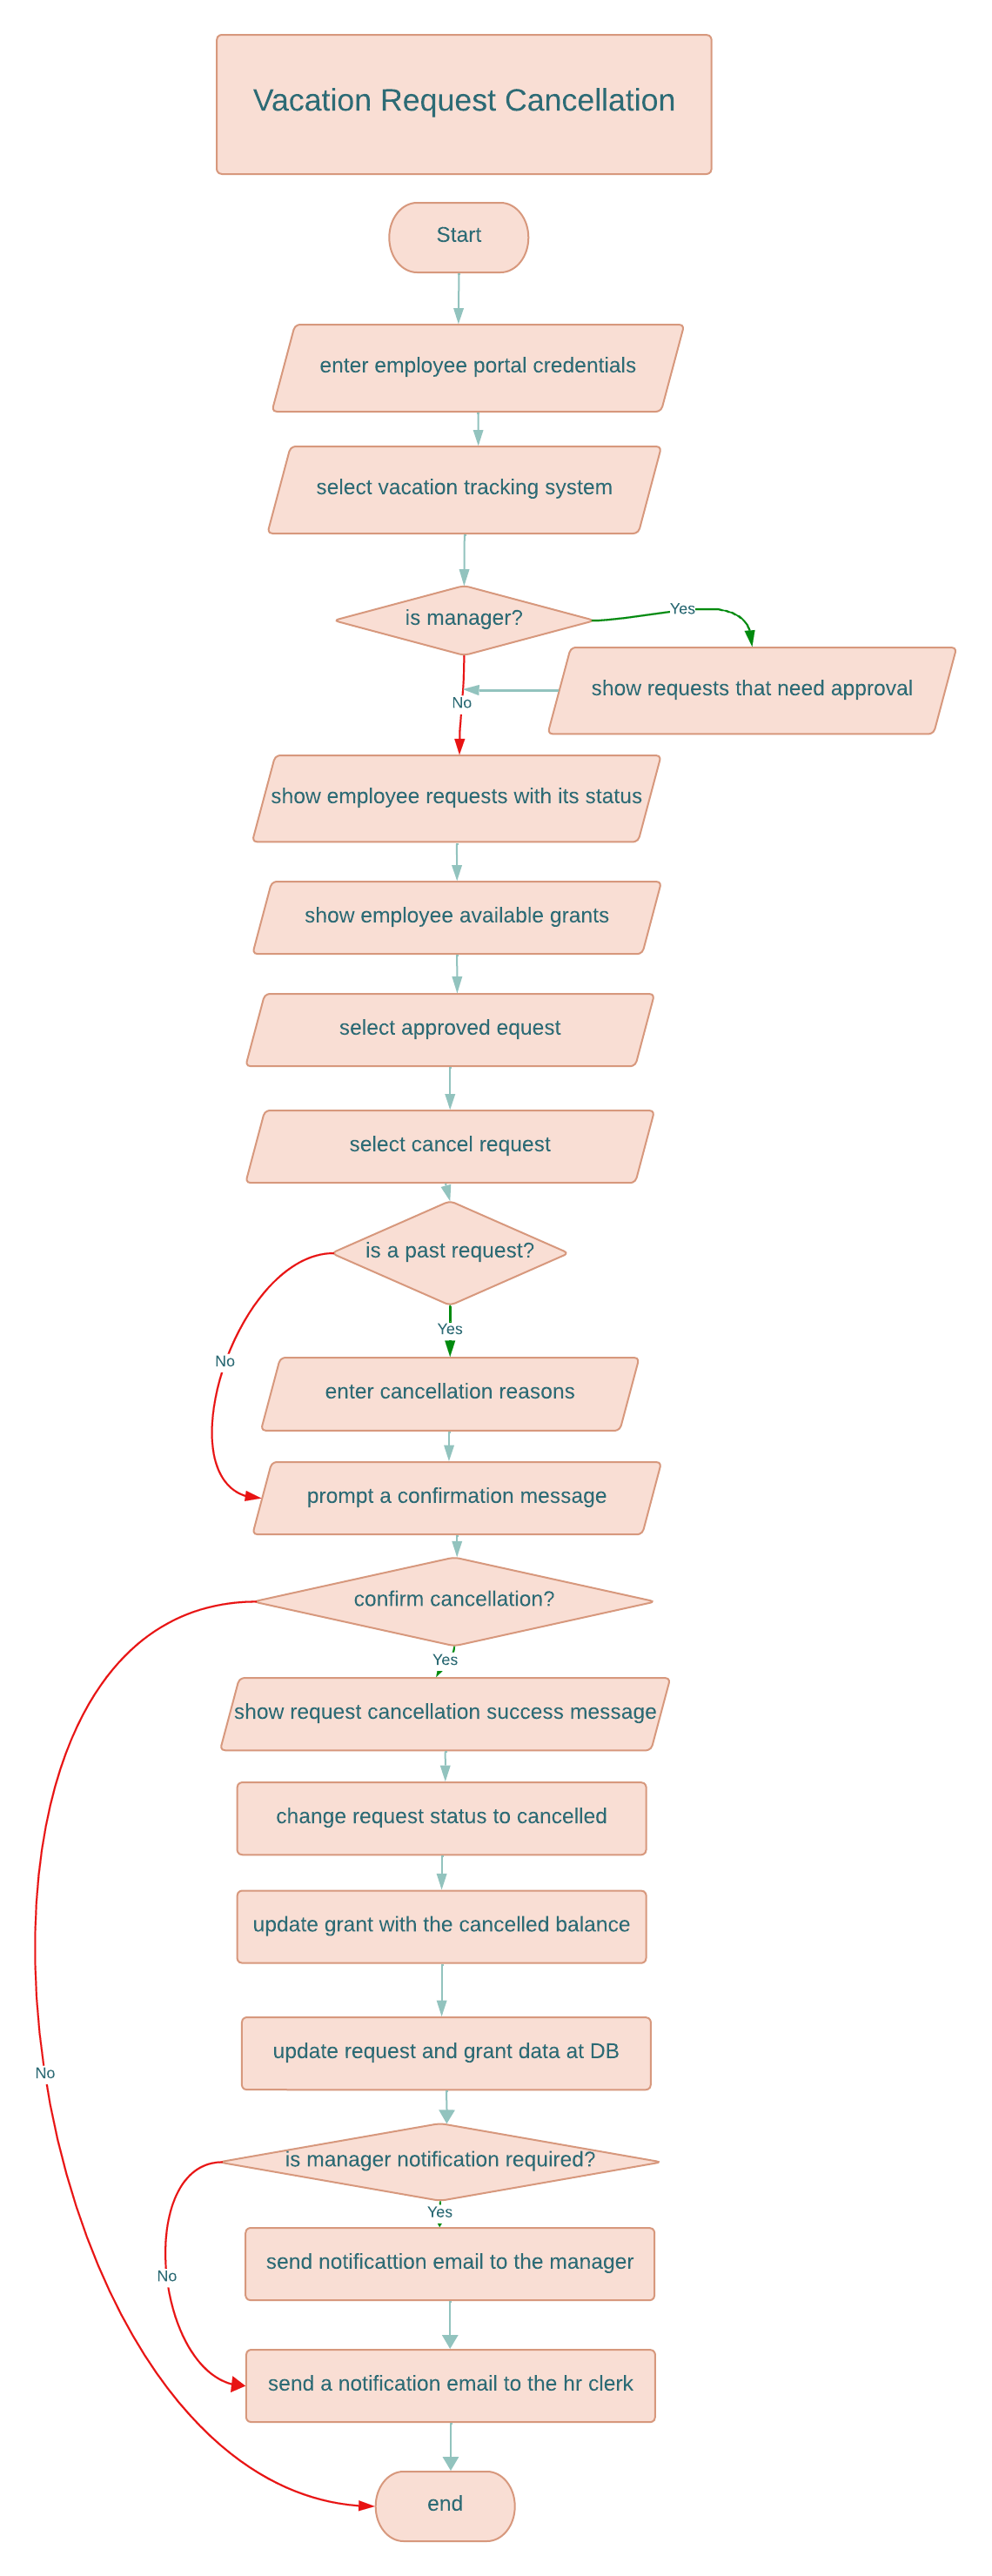 Vacation Request Cancellation
Start
enter employee portal credentials
select vacation tracking system
is manager?
Yes
show requests that need approval
No
show employee requests with its status
show employee available grants
select approved equest
select cancel request
is a past request?
Yes
No
enter cancellation reasons
prompt a confirmation message
confirm cancellation?
Yes
show request cancellation success message
change request status to cancelled
update grant with the cancelled balance
update request and grant data at DB
No
is manager notification required?
Yes
send notificattion email to the manager
No
send a notification email to the hr clerk
end